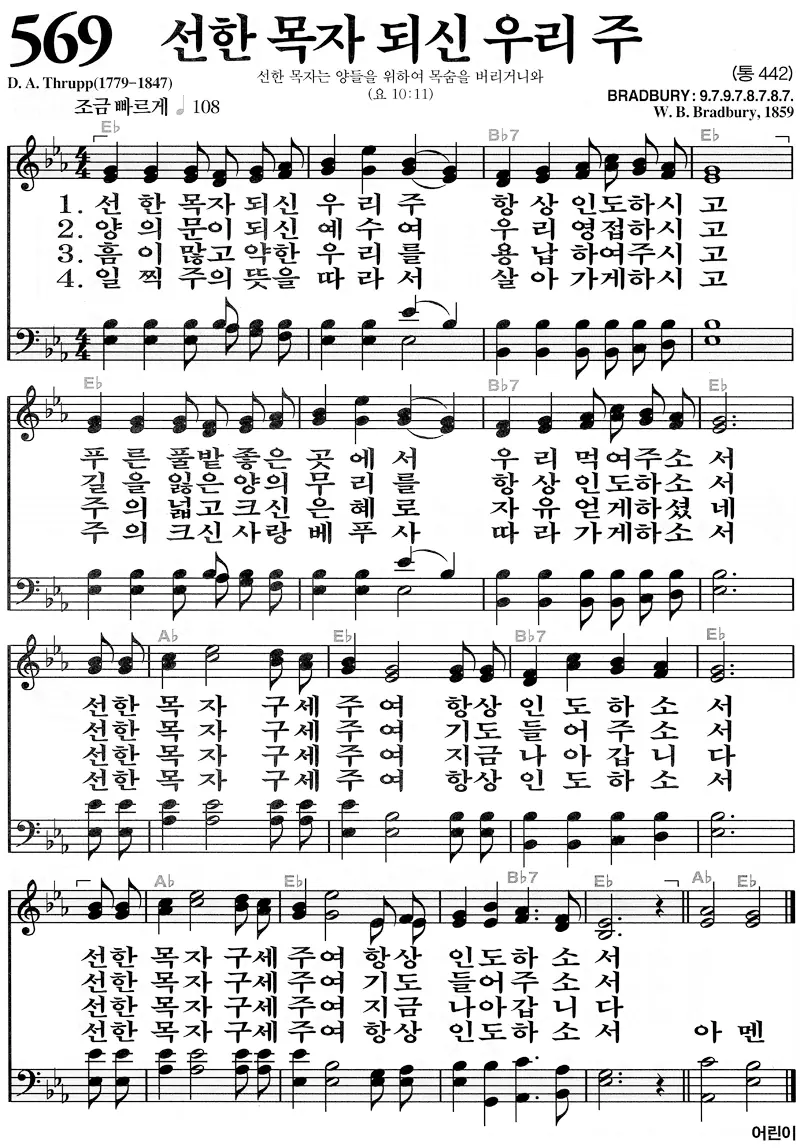 569 선한 목자 되신 우리 주
D. A. Thrupp(1779-1847)
선한 목자는 양들을 위하여 목숨을 버리거니와
(요 10:11)
(통 442)
조금 빠르게 ♩ 108
BRADBURY : 9.7.9.7.8.7.8.7.
W. B. Bradbury, 1859
E♭ B♭7 E♭
4/4
1. 선 한 목자 되신 우 리 주 항 상 인도하시 고
2. 양 의 문이 되신 예 수 여 우 리 영접하시 고
3. 흠 이 많고 약한 우 리 를 용 납 하여주시 고
4. 일 찍 주의 뜻을 따 라 서 살 아 가게하시 고
4/4
E♭ B♭7 E♭
푸 른 풀밭 좋은 곳 에 서 우 리 먹여주소 서
길 을 잃은 양의 무 리 를 항 상 인도하소 서
주 의 넓고 크신 은 혜 로 자 유 얻게하셨 네
주 의 크신 사랑 베 푸 사 따 라 가게하소 서
A♭ E♭ B♭7 E♭
선한 목 자 구세 주 여 항상 인 도 하 소 서
선한 목 자 구세 주 여 기도 들 어 주 소 서
선한 목 자 구세 주 여 지금 나 아 갑 니 다
선한 목 자 구세 주 여 항상 인 도 하 소 서
A♭ E♭ B♭7 E♭ A♭ E♭
선한 목자 구세 주여 항상 인도하 소 서
선한 목자 구세 주여 기도 들어주 소 서
선한 목자 구세 주여 지금 나아갑 니 다
선한 목자 구세 주여 항상 인도하 소 서 아 멘
어린이